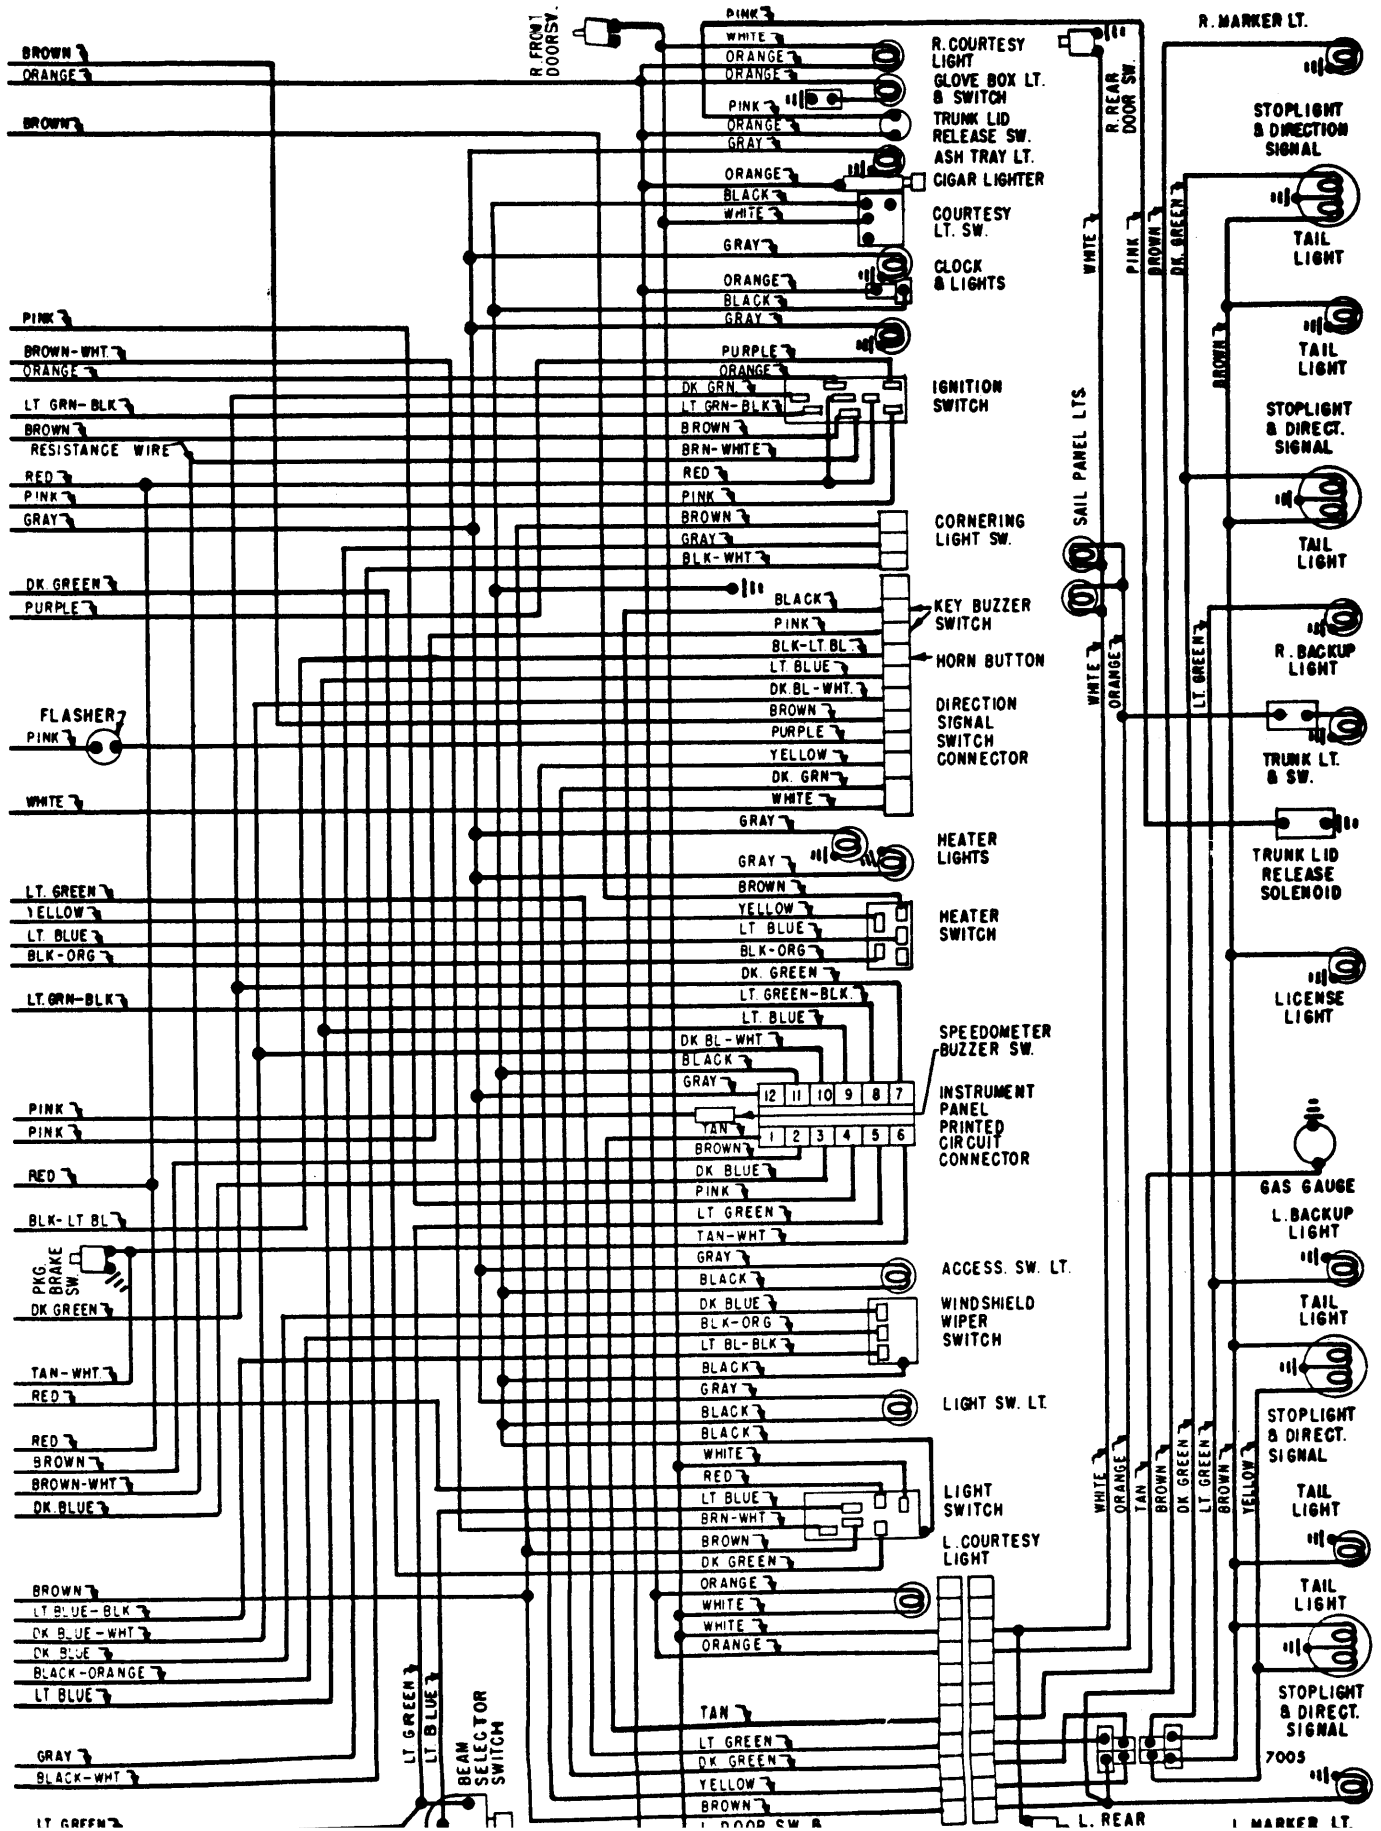 PINK
R. MARKER LT.
R. FRONT
DOOR SW.
WHITE
R. COURTESY
LIGHT
BROWN
ORANGE
ORANGE
ORANGE
GLOVE BOX LT.
& SWITCH
R. REAR
DOOR SW.
STOPLIGHT
& DIRECTION
SIGNAL
BROWN
PINK
ORANGE
TRUNK LID
RELEASE SW.
GRAY
ASH TRAY LT.
ORANGE
CIGAR LIGHTER
BLACK
WHITE
COURTESY
LT. SW.
WHITE
PINK
BROWN
DK. GREEN
TAIL
LIGHT
GRAY
CLOCK
& LIGHTS
ORANGE
BLACK
GRAY
PINK
BROWN-WHT.
ORANGE
PURPLE
ORANGE
DK GRN.
LT GRN-BLK
IGNITION
SWITCH
BROWN
TAIL
LIGHT
LT GRN-BLK
BROWN
RESISTANCE WIRE
BROWN
BRN-WHITE
SAIL PANEL LTS.
STOPLIGHT
& DIRECT.
SIGNAL
RED
PINK
GRAY
RED
PINK
BROWN
GRAY
BLK-WHT
CORNERING
LIGHT SW.
TAIL
LIGHT
DK. GREEN
PURPLE
BLACK
PINK
KEY BUZZER
SWITCH
BLK-LT.BL.
LT. BLUE
HORN BUTTON
WHITE
ORANGE
LT. GREEN
R. BACKUP
LIGHT
DK.BL-WHT.
BROWN
PURPLE
YELLOW
DK. GRN
WHITE
DIRECTION
SIGNAL
SWITCH
CONNECTOR
FLASHER
PINK
WHITE
TRUNK LT.
& SW.
GRAY
GRAY
HEATER
LIGHTS
TRUNK LID
RELEASE
SOLENOID
LT. GREEN
YELLOW
LT. BLUE
BLK-ORG
BROWN
YELLOW
LT BLUE
BLK-ORG
HEATER
SWITCH
DK. GREEN
LT. GREEN-BLK.
LT. BLUE
DK BL-WHT
BLACK
GRAY
LT.GRN-BLK
SPEEDOMETER
BUZZER SW.
LICENSE
LIGHT
12 11 10 9 8 7
INSTRUMENT
PANEL
PRINTED
CIRCUIT
CONNECTOR
PINK
PINK
TAN
1 2 3 4 5 6
BROWN
DK BLUE
PINK
LT GREEN
TAN-WHT
RED
GAS GAUGE
BLK-LT BL
PKG.
BRAKE
SW.
L. BACKUP
LIGHT
GRAY
BLACK
ACCESS. SW. LT.
DK GREEN
DK BLUE
BLK-ORG
LT BL-BLK
BLACK
WINDSHIELD
WIPER
SWITCH
TAIL
LIGHT
TAN-WHT.
RED
GRAY
BLACK
LIGHT SW. LT.
BLACK
WHITE
STOPLIGHT
& DIRECT.
SIGNAL
RED
BROWN
BROWN-WHT
DK.BLUE
RED
LT BLUE
BRN-WHT
BROWN
DK GREEN
LIGHT
SWITCH
L. COURTESY
LIGHT
WHITE
ORANGE
TAN
BROWN
DK GREEN
LT GREEN
BROWN
YELLOW
TAIL
LIGHT
BROWN
LT BLUE-BLK
DK BLUE-WHT
DK BLUE
BLACK-ORANGE
LT BLUE
ORANGE
WHITE
WHITE
ORANGE
TAIL
LIGHT
LT GREEN
LT. BLUE
BEAM
SELECTOR
SWITCH
TAN
LT GREEN
DK GREEN
YELLOW
BROWN
STOPLIGHT
& DIRECT.
SIGNAL
7005
GRAY
BLACK-WHT
LT GREEN
L. DOOR SW. &
L. REAR
L. MARKER LT.